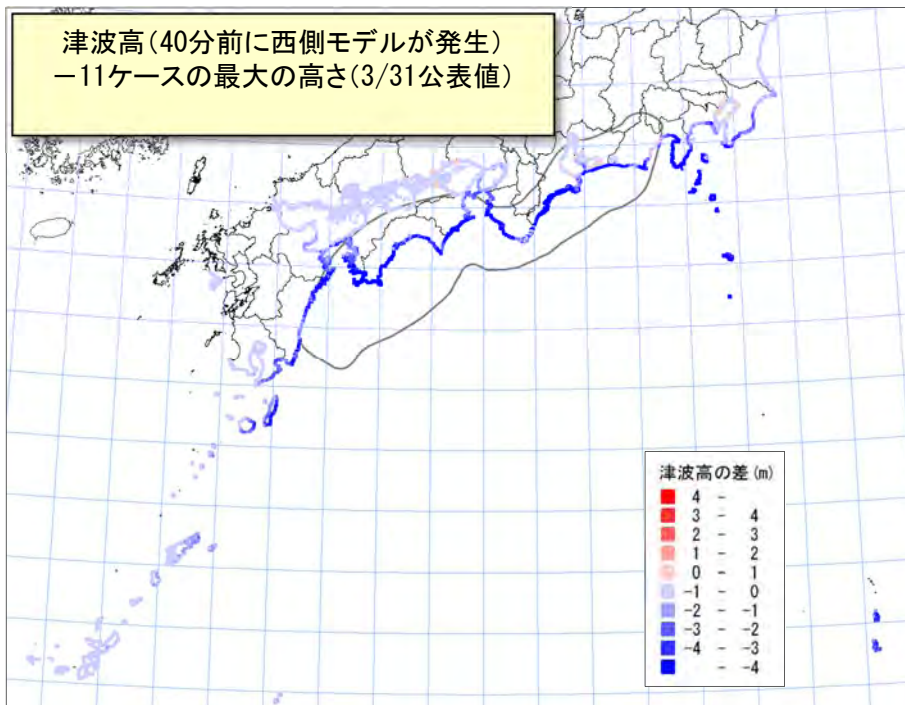 津波高(40分前に西側モデルが発生)
－11ケースの最大の高さ(3/31公表値)
津波高の差(m)
4 -
3 - 4
2 - 3
1 - 2
0 - 1
-1 - 0
-2 - -1
-3 - -2
-4 - -3
- -4